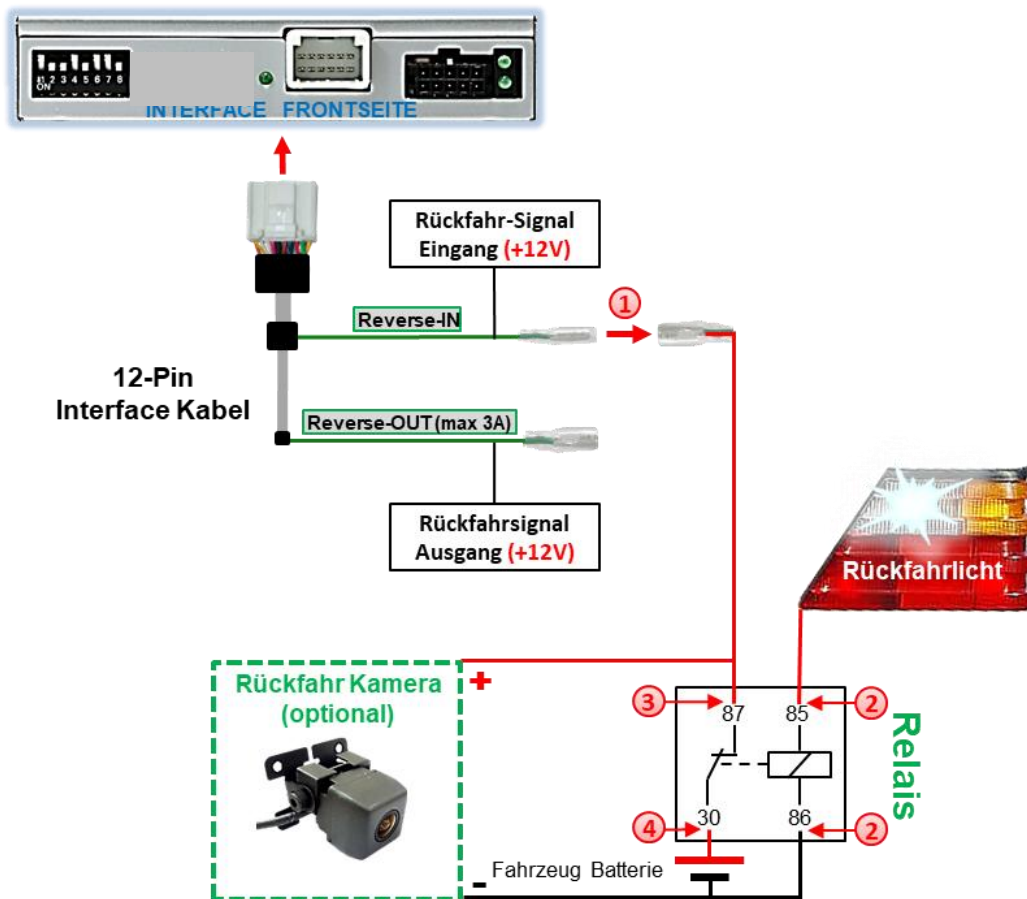 1 2 3 4 5 6 7 8
ON
INTERFACE FRONTSEITE
Rückfahr-Signal
Eingang (+12V)
1
Reverse-IN
12-Pin
Interface Kabel
Reverse-OUT (max 3A)
Rückfahrsignal
Ausgang (+12V)
Rückfahrlicht
Rückfahr Kamera
(optional)
+
3
87
85
2
Relais
30
86
4
2
- Fahrzeug Batterie